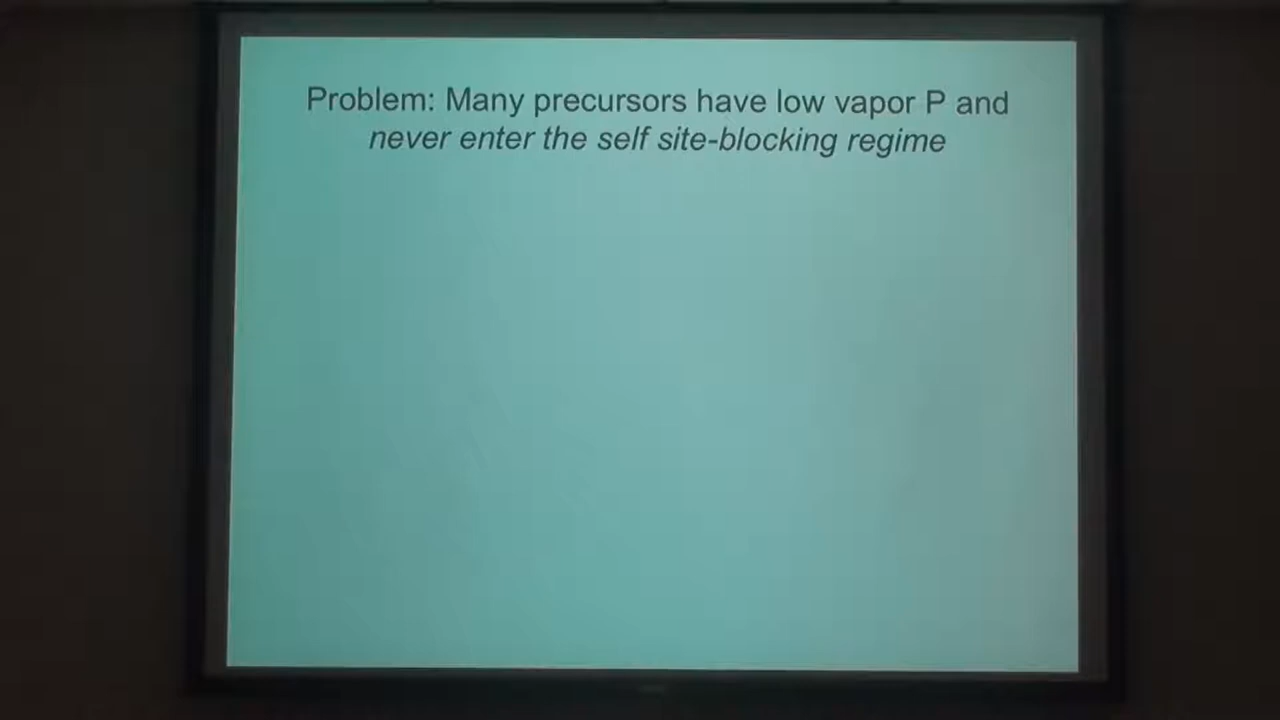 Problem: Many precursors have low vapor P and
never enter the self site-blocking regime